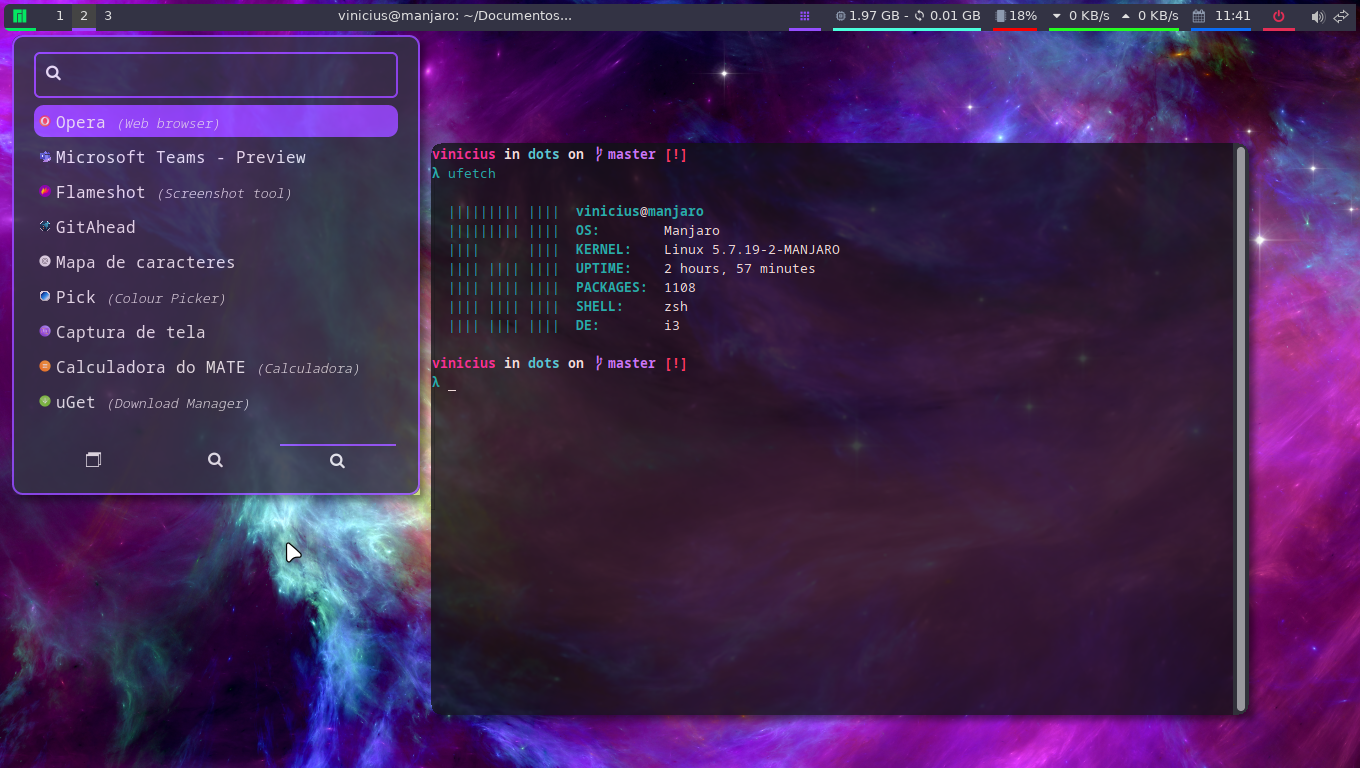 1 2 3 vinicius@manjaro: ~/Documentos... 1.97 GB - 0.01 GB 18% 0 KB/s 0 KB/s 11:41
Opera (Web browser)
Microsoft Teams - Preview
Flameshot (Screenshot tool)
GitAhead
Mapa de caracteres
Pick (Colour Picker)
Captura de tela
Calculadora do MATE (Calculadora)
uGet (Download Manager)
vinicius in dots on master [!]
λ ufetch
||||||||| |||| vinicius@manjaro
||||||||| |||| OS: Manjaro
|||| |||| KERNEL: Linux 5.7.19-2-MANJARO
|||| |||| |||| UPTIME: 2 hours, 57 minutes
|||| |||| |||| PACKAGES: 1108
|||| |||| |||| SHELL: zsh
|||| |||| |||| DE: i3
vinicius in dots on master [!]
λ _